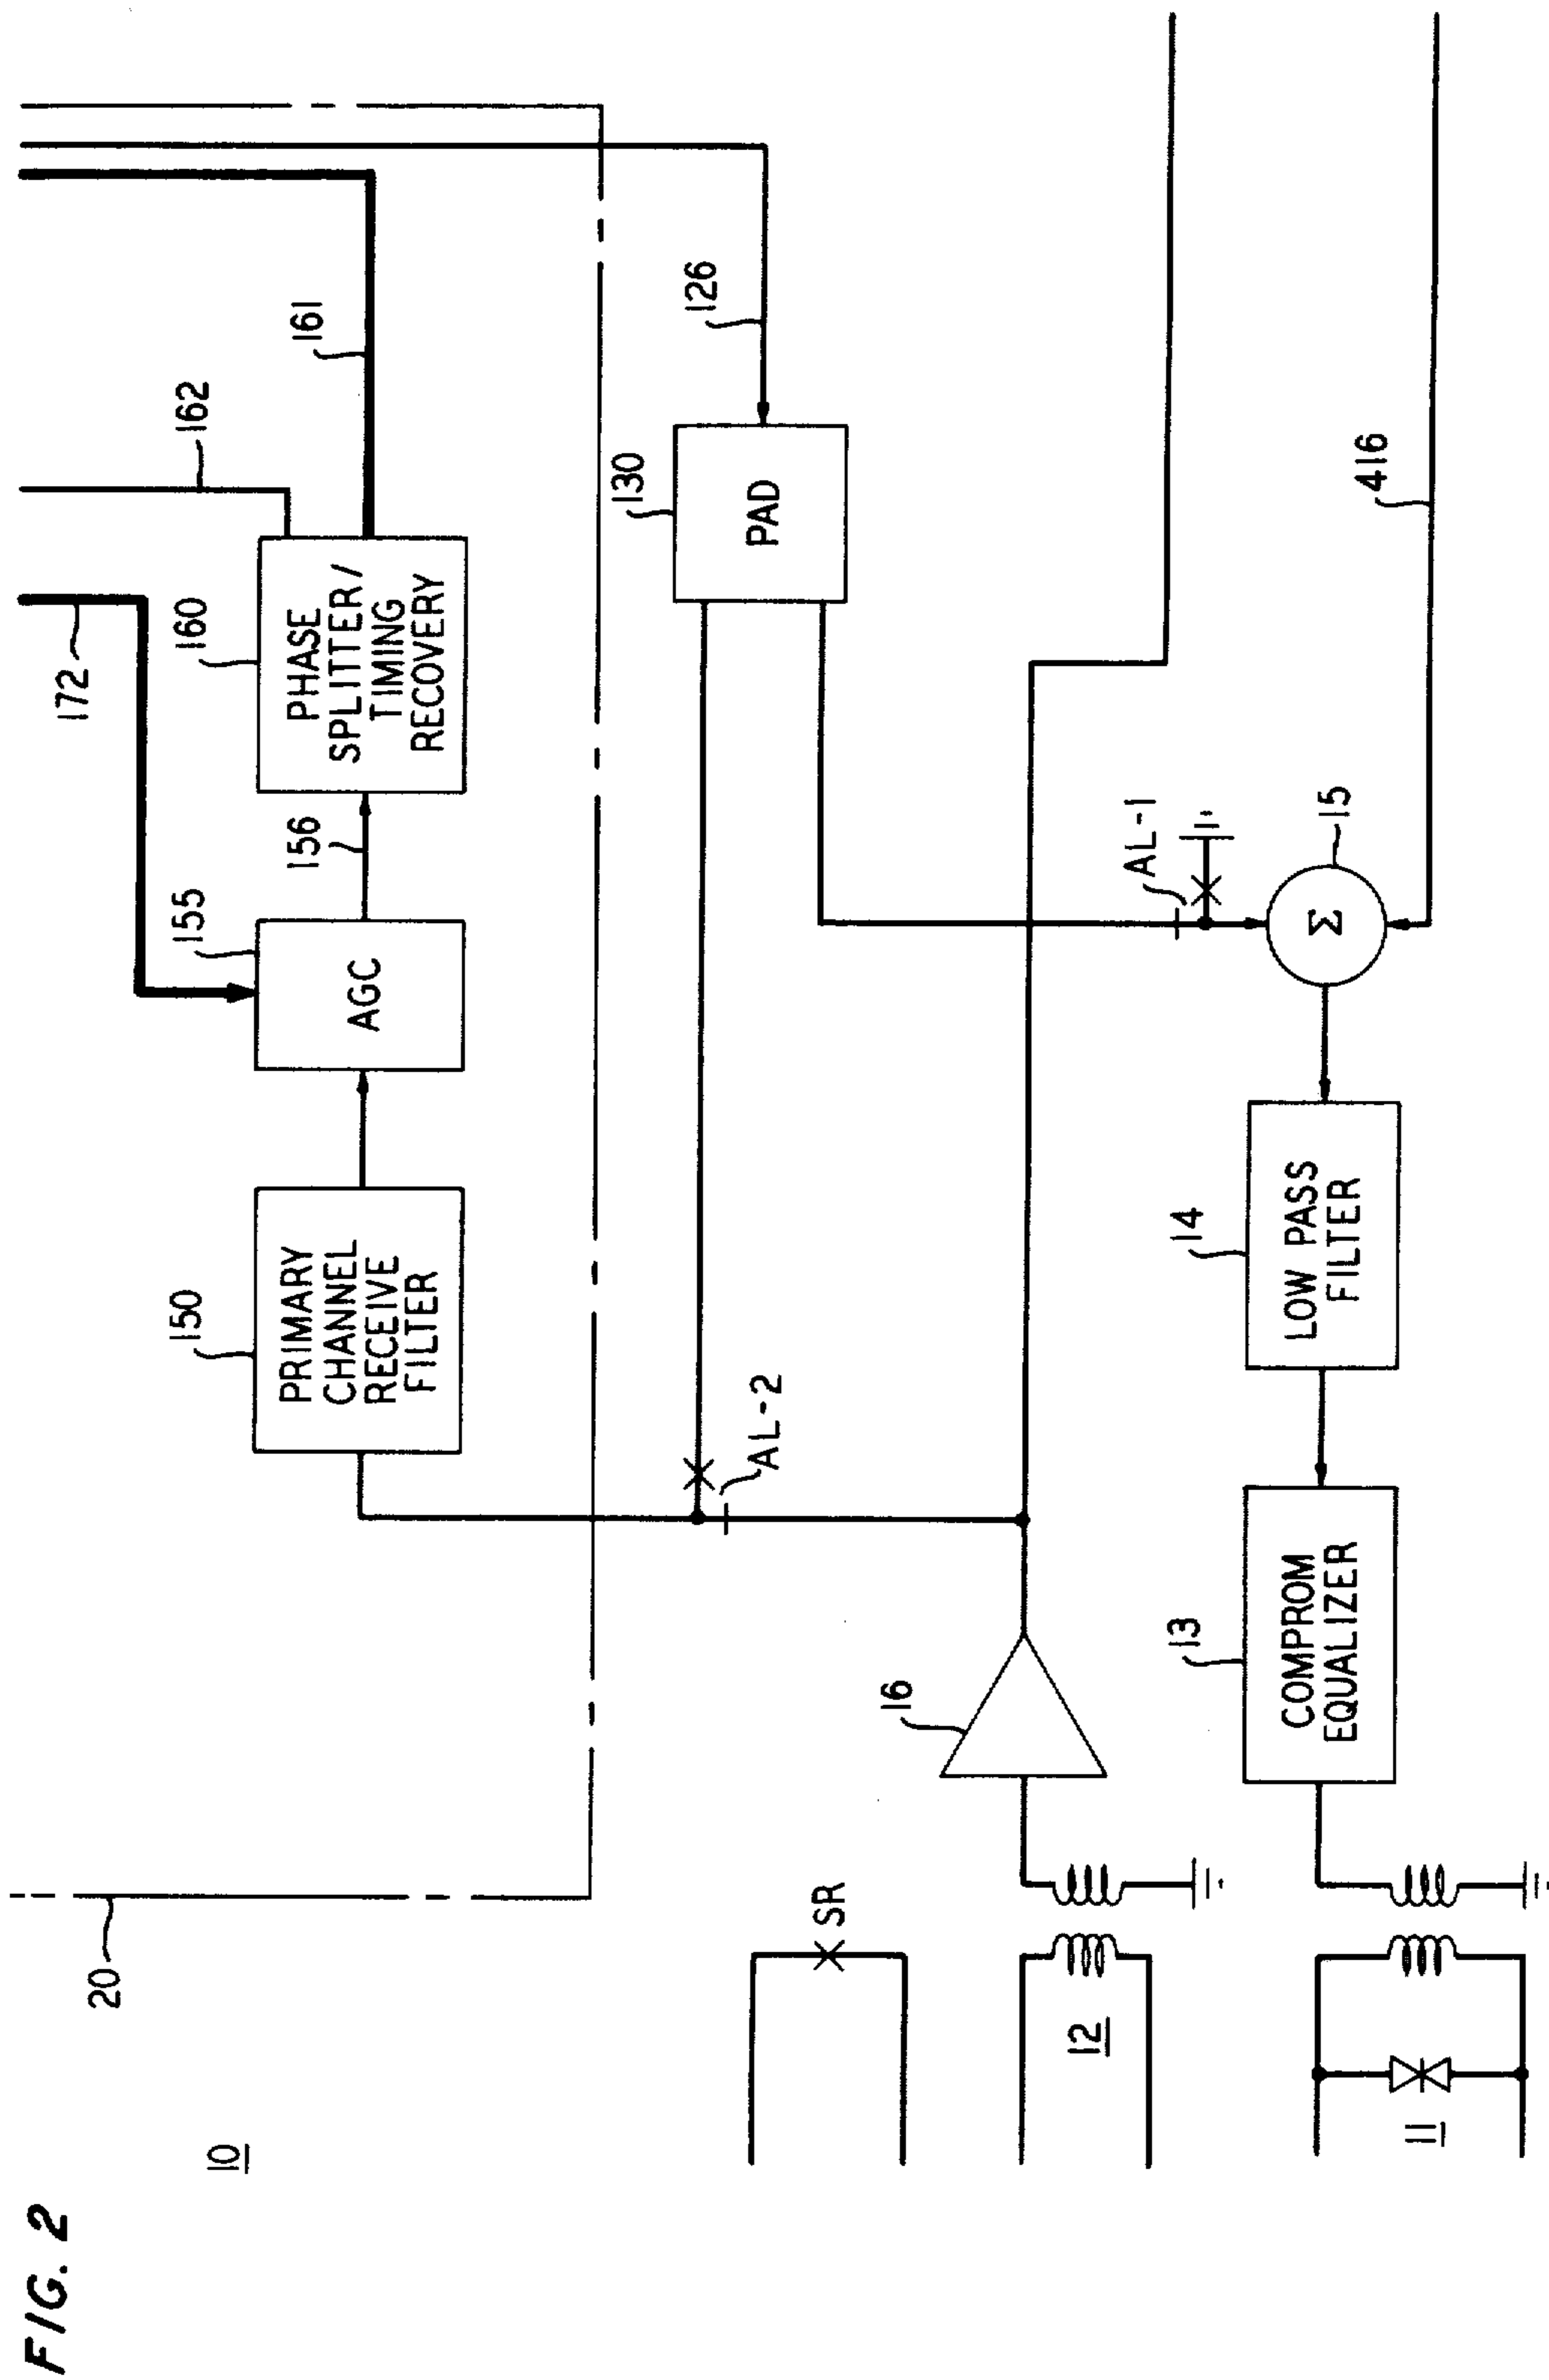 FIG. 2
10
20
172
162
161
150
PRIMARY
CHANNEL
RECEIVE
FILTER
155
AGC
156
160
PHASE
SPLITTER/
TIMING
RECOVERY
130
PAD
126
SR
AL-2
16
12
AL-1
13
COMPROM
EQUALIZER
14
LOW PASS
FILTER
15
Σ
416
11